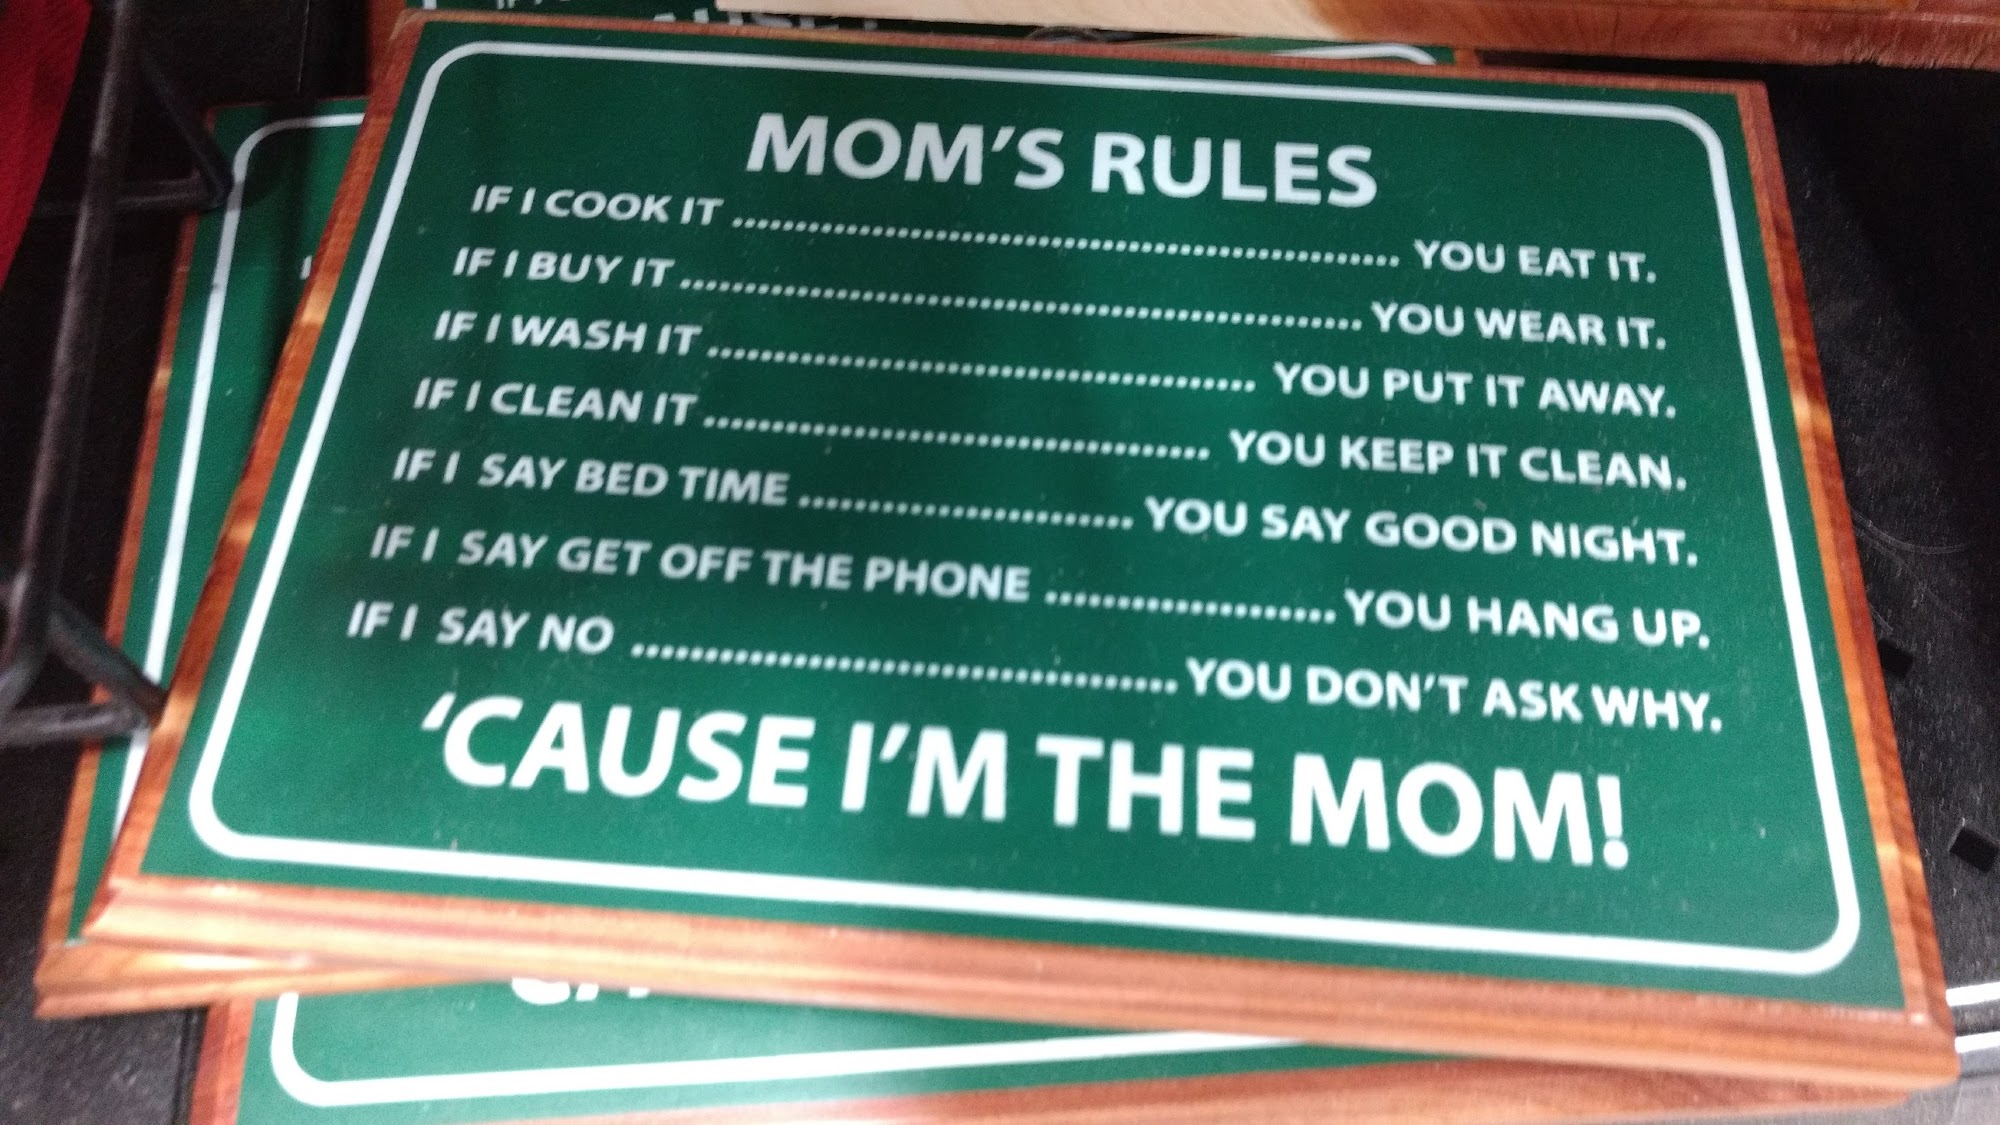 MOM'S RULES
IF I COOK IT ............................................................ YOU EAT IT.
IF I BUY IT ............................................................ YOU WEAR IT.
IF I WASH IT .................................................. YOU PUT IT AWAY.
IF I CLEAN IT .............................................. YOU KEEP IT CLEAN.
IF I SAY BED TIME .............................. YOU SAY GOOD NIGHT.
IF I SAY GET OFF THE PHONE .......................... YOU HANG UP.
IF I SAY NO .................................................. YOU DON'T ASK WHY.
'CAUSE I'M THE MOM!